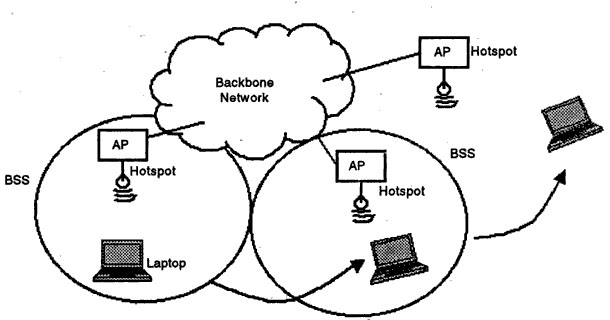 AP
Hotspot
Backbone
Network
AP
Hotspot
BSS
AP
Hotspot
BSS
Laptop